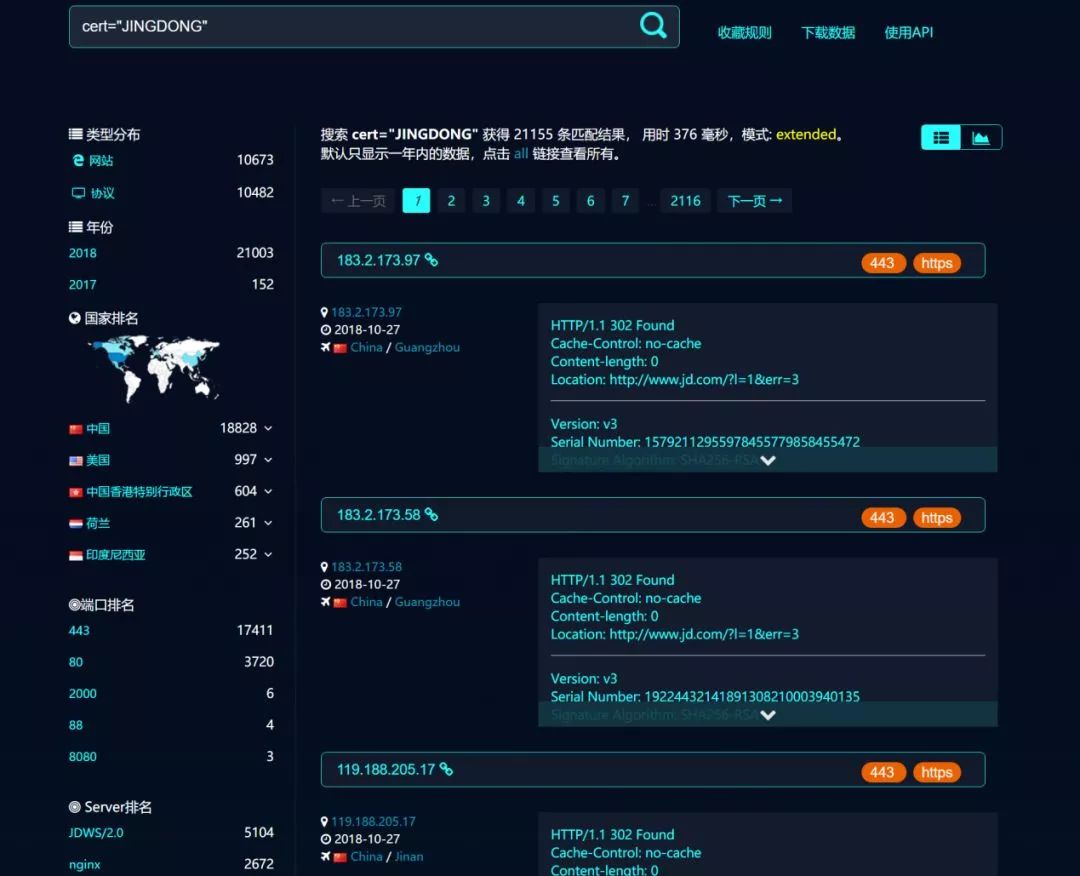 cert="JINGDONG"
收藏规则 下载数据 使用API
类型分布
网站 10673
协议 10482
年份
2018 21003
2017 152
国家排名
中国 18828
美国 997
中国香港特别行政区 604
荷兰 261
印度尼西亚 252
端口排名
443 17411
80 3720
2000 6
88 4
8080 3
Server排名
JDWS/2.0 5104
nginx 2672
搜索 cert="JINGDONG" 获得 21155 条匹配结果， 用时 376 毫秒，模式: extended。
默认只显示一年内的数据，点击 all 链接查看所有。
← 上一页 1 2 3 4 5 6 7 ... 2116 下一页 →
183.2.173.97 443 https
183.2.173.97
2018-10-27
China / Guangzhou
HTTP/1.1 302 Found
Cache-Control: no-cache
Content-length: 0
Location: http://www.jd.com/?l=1&err=3
Version: v3
Serial Number: 15792112955978455779858455472
Signature Algorithm: SHA256-RSA
183.2.173.58 443 https
183.2.173.58
2018-10-27
China / Guangzhou
HTTP/1.1 302 Found
Cache-Control: no-cache
Content-length: 0
Location: http://www.jd.com/?l=1&err=3
Version: v3
Serial Number: 19224432141891308210003940135
Signature Algorithm: SHA256-RSA
119.188.205.17 443 https
119.188.205.17
2018-10-27
China / Jinan
HTTP/1.1 302 Found
Cache-Control: no-cache
Content-length: 0